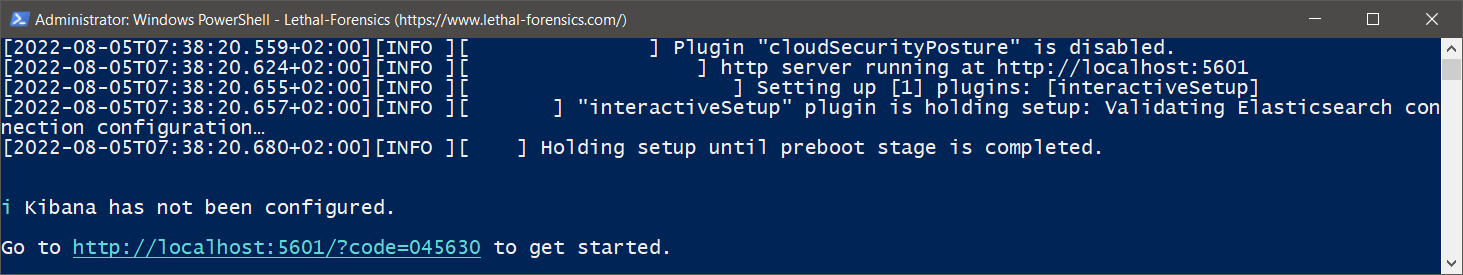 Administrator: Windows PowerShell - Lethal-Forensics (https://www.lethal-forensics.com/)
[2022-08-05T07:38:20.559+02:00][INFO ][               ] Plugin "cloudSecurityPosture" is disabled.
[2022-08-05T07:38:20.624+02:00][INFO ][                   ] http server running at http://localhost:5601
[2022-08-05T07:38:20.655+02:00][INFO ][                      ] Setting up [1] plugins: [interactiveSetup]
[2022-08-05T07:38:20.657+02:00][INFO ][       ] "interactiveSetup" plugin is holding setup: Validating Elasticsearch con
nection configuration…
[2022-08-05T07:38:20.680+02:00][INFO ][    ] Holding setup until preboot stage is completed.
i Kibana has not been configured.
Go to http://localhost:5601/?code=045630 to get started.